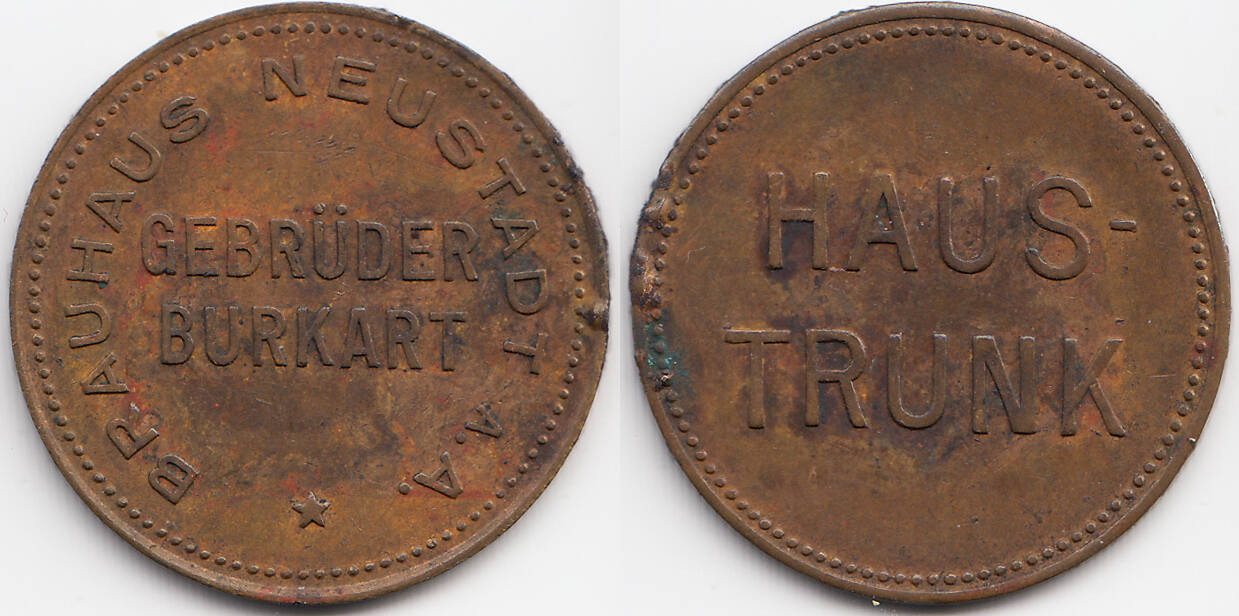 BRAUHAUS NEUSTADT A. A.
GEBRÜDER
BURKART
HAUS-
TRUNK